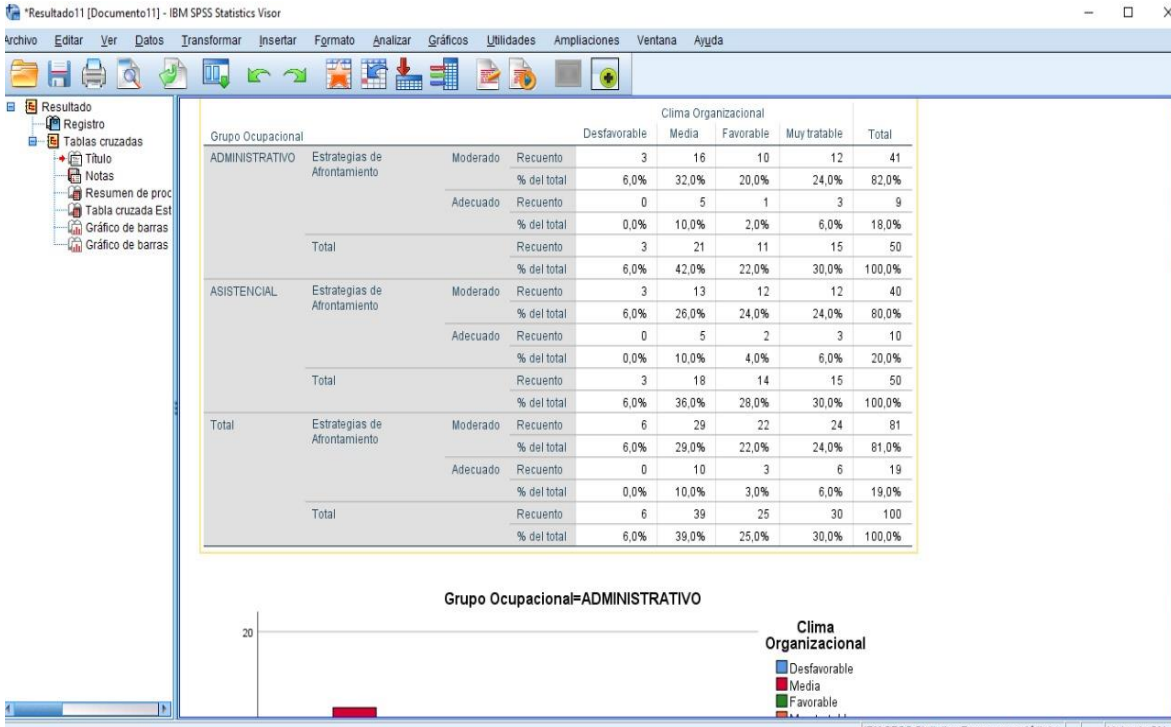 *Resultado11 [Documento11] - IBM SPSS Statistics Visor
Archivo Editar Ver Datos Transformar Insertar Formato Analizar Gráficos Utilidades Ampliaciones Ventana Ayuda
Resultado
Registro
Tablas cruzadas
Título
Notas
Resumen de proc
Tabla cruzada Est
Gráfico de barras
Gráfico de barras
Clima Organizacional
Grupo Ocupacional Desfavorable Media Favorable Muy tratable Total
ADMINISTRATIVO Estrategias de Afrontamiento Moderado Recuento 3 16 10 12 41
% del total 6,0% 32,0% 20,0% 24,0% 82,0%
Adecuado Recuento 0 5 1 3 9
% del total 0,0% 10,0% 2,0% 6,0% 18,0%
Total Recuento 3 21 11 15 50
% del total 6,0% 42,0% 22,0% 30,0% 100,0%
ASISTENCIAL Estrategias de Afrontamiento Moderado Recuento 3 13 12 12 40
% del total 6,0% 26,0% 24,0% 24,0% 80,0%
Adecuado Recuento 0 5 2 3 10
% del total 0,0% 10,0% 4,0% 6,0% 20,0%
Total Recuento 3 18 14 15 50
% del total 6,0% 36,0% 28,0% 30,0% 100,0%
Total Estrategias de Afrontamiento Moderado Recuento 6 29 22 24 81
% del total 6,0% 29,0% 22,0% 24,0% 81,0%
Adecuado Recuento 0 10 3 6 19
% del total 0,0% 10,0% 3,0% 6,0% 19,0%
Total Recuento 6 39 25 30 100
% del total 6,0% 39,0% 25,0% 30,0% 100,0%
Grupo Ocupacional=ADMINISTRATIVO
20
Clima
Organizacional
Desfavorable
Media
Favorable